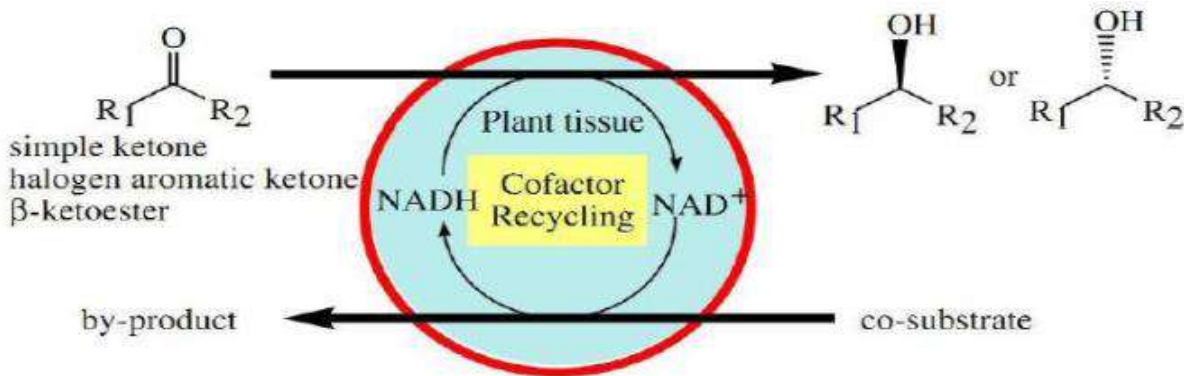 O
OH
OH
R1
R2
R1
R2
or
R1
R2
simple ketone
halogen aromatic ketone
β-ketoester
Plant tissue
NADH
Cofactor
Recycling
NAD+
by-product
co-substrate